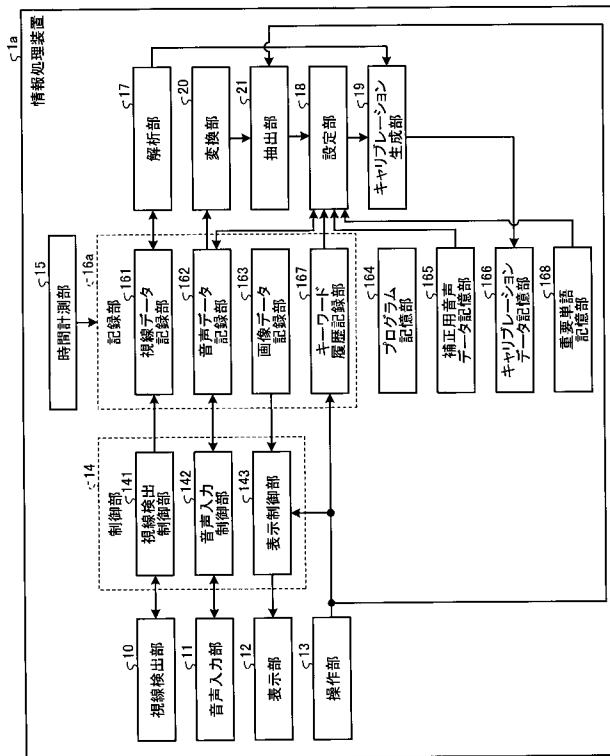 1a
情報処理装置
10
視線検出部
11
音声入力部
12
表示部
13
操作部
14
制御部
141
視線検出
制御部
142
音声入力
制御部
143
表示制御部
15
時間計測部
16a
記録部
161
視線データ
記録部
162
音声データ
記録部
163
画像データ
記録部
167
キーワード
履歴記録部
164
プログラム
記憶部
165
補正用音声
データ記憶部
166
キャリブレーション
データ記憶部
168
重要単語
記憶部
17
解析部
20
変換部
21
抽出部
18
設定部
19
キャリブレーション
生成部